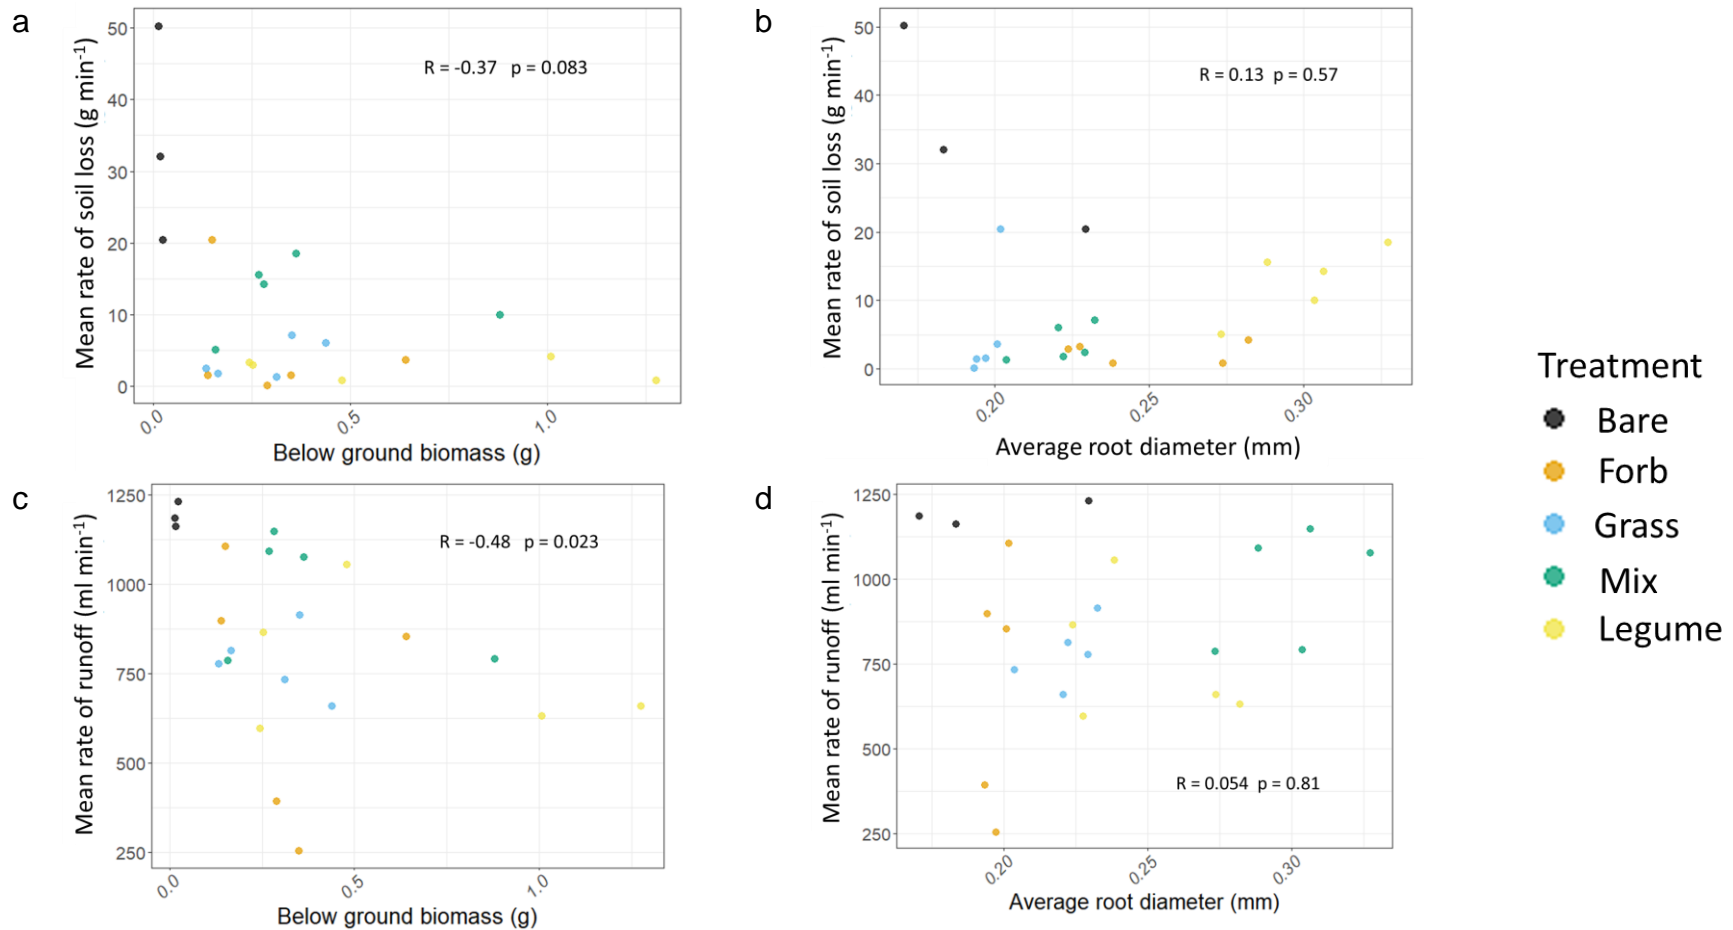 a
Mean rate of soil loss (g min-1)
50
40
30
20
10
0
R = -0.37 p = 0.083
0.0
0.5
1.0
Below ground biomass (g)
b
Mean rate of soil loss (g min-1)
50
40
30
20
10
0
R = 0.13 p = 0.57
0.20
0.25
0.30
Average root diameter (mm)
c
Mean rate of runoff (ml min-1)
1250
1000
750
500
250
R = -0.48 p = 0.023
0.0
0.5
1.0
Below ground biomass (g)
d
Mean rate of runoff (ml min-1)
1250
1000
750
500
250
R = 0.054 p = 0.81
0.20
0.25
0.30
Average root diameter (mm)
Treatment
Bare
Forb
Grass
Mix
Legume